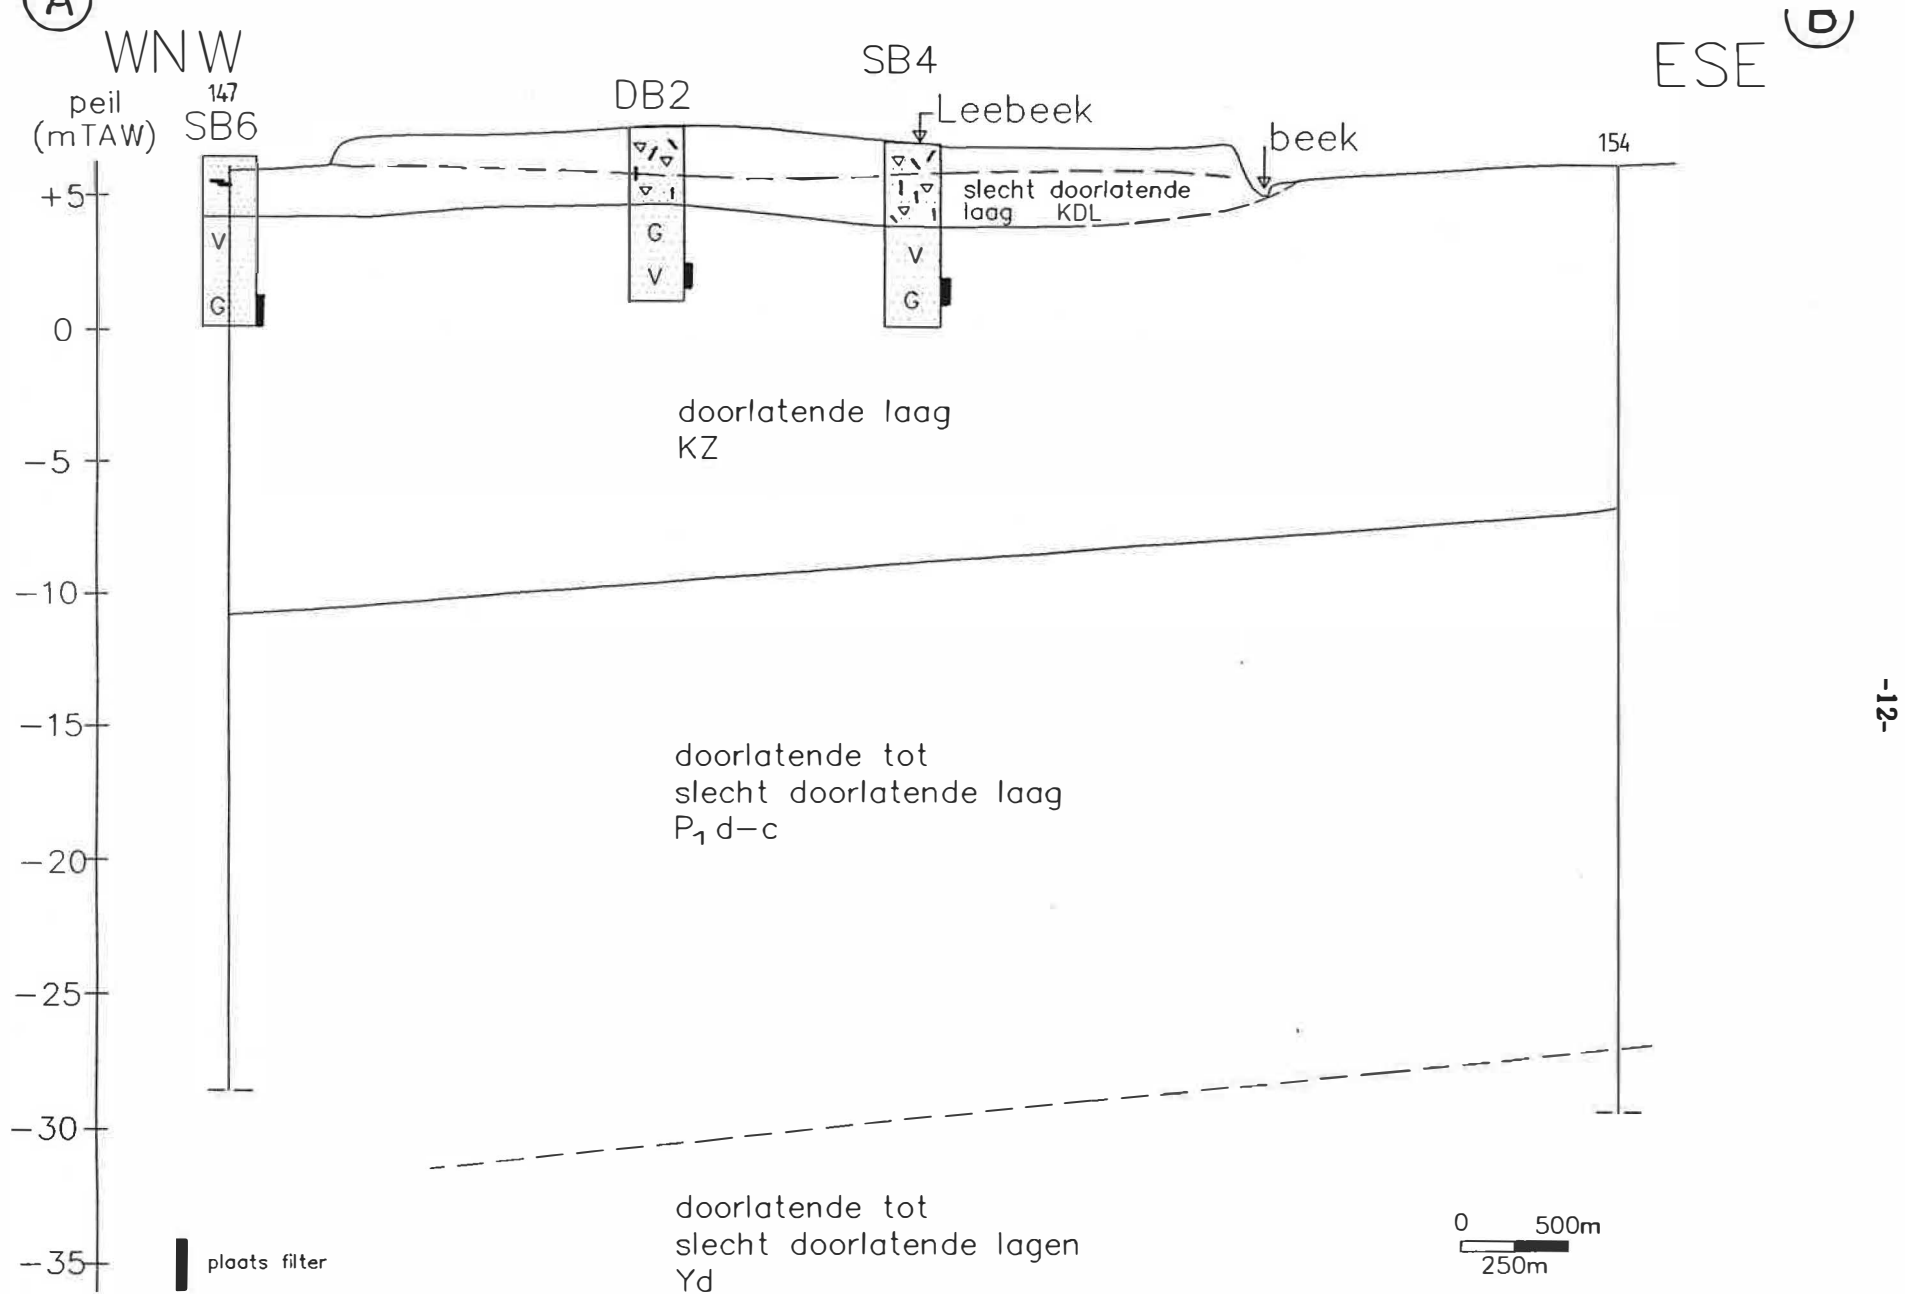 A
B
WNW
ESE
147
SB6
DB2
SB4
Leebeek
beek
154
peil
(mTAW)
+5
0
-5
-10
-15
-20
-25
-30
-35
slecht doorlatende
laag KDL
V
G
G
V
V
G
doorlatende laag
KZ
doorlatende tot
slecht doorlatende laag
P₁ d-c
doorlatende tot
slecht doorlatende lagen
Yd
plaats filter
0 500m
250m
-12-